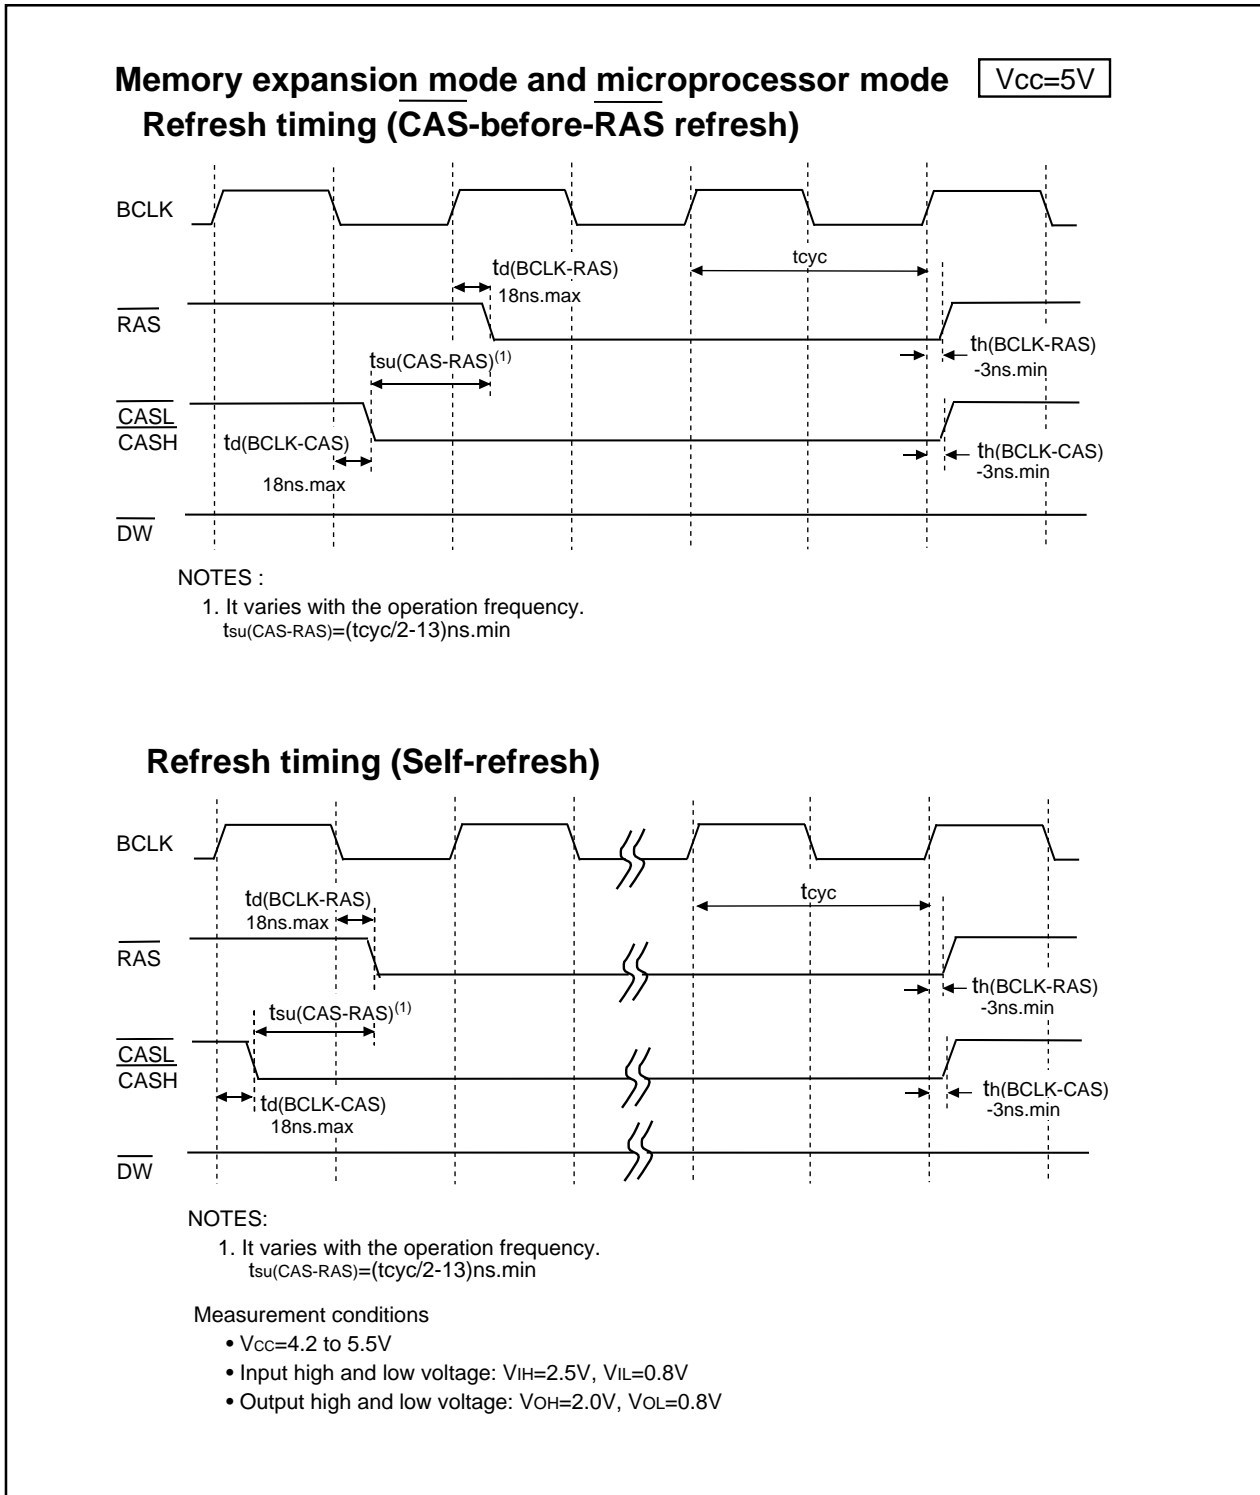 Memory expansion mode and microprocessor mode
Vcc=5V
Refresh timing (CAS-before-RAS refresh)
BCLK
td(BCLK-RAS)
18ns.max
tcyc
RAS
tsu(CAS-RAS)(1)
th(BCLK-RAS)
-3ns.min
CASL
CASH
td(BCLK-CAS)
18ns.max
th(BCLK-CAS)
-3ns.min
DW
NOTES :
1. It varies with the operation frequency.
tsu(CAS-RAS)=(tcyc/2-13)ns.min
Refresh timing (Self-refresh)
BCLK
td(BCLK-RAS)
18ns.max
tcyc
RAS
tsu(CAS-RAS)(1)
th(BCLK-RAS)
-3ns.min
CASL
CASH
td(BCLK-CAS)
18ns.max
th(BCLK-CAS)
-3ns.min
DW
NOTES:
1. It varies with the operation frequency.
tsu(CAS-RAS)=(tcyc/2-13)ns.min
Measurement conditions
• VCC=4.2 to 5.5V
• Input high and low voltage: VIH=2.5V, VIL=0.8V
• Output high and low voltage: VOH=2.0V, VOL=0.8V